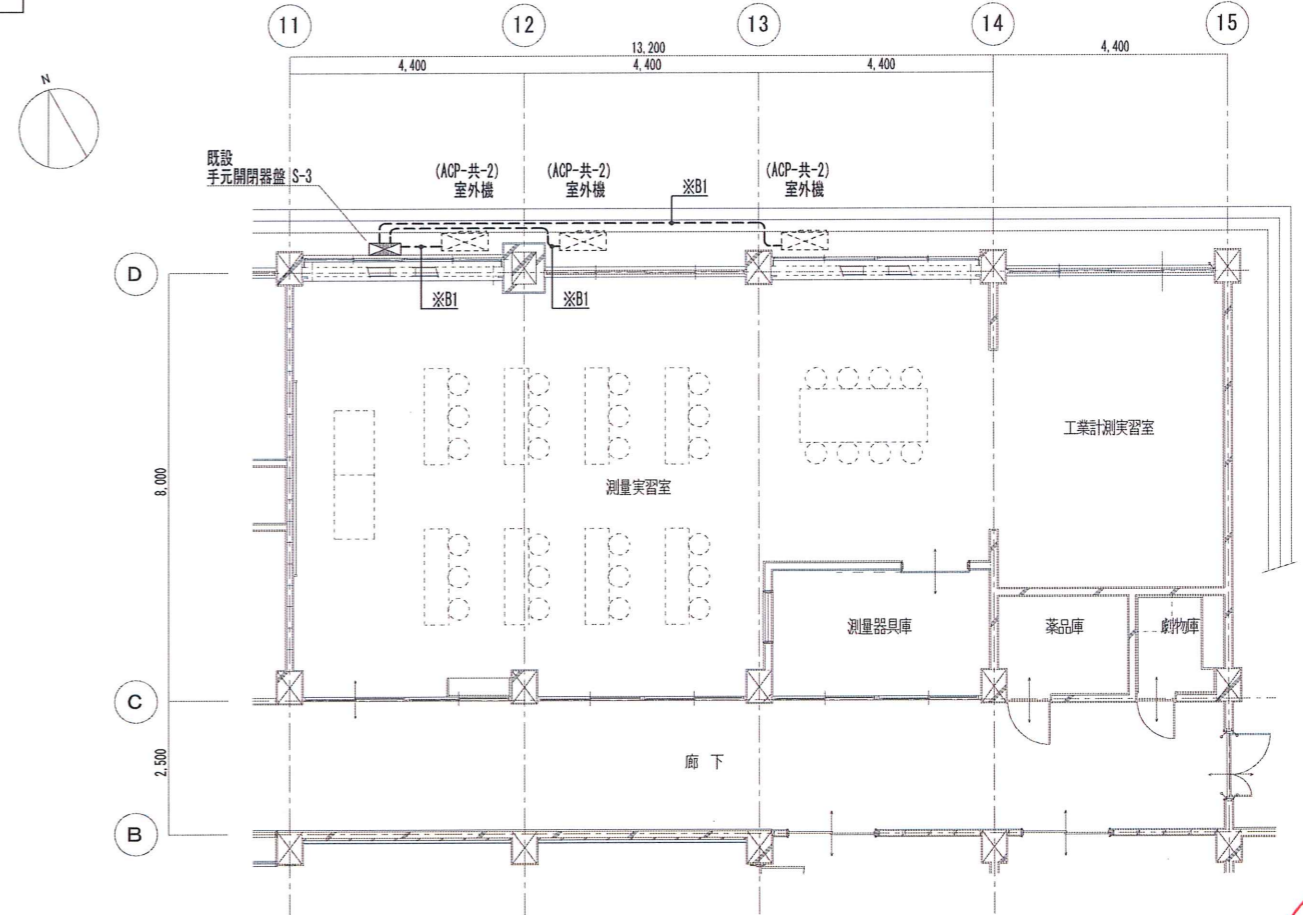 11
12
13
14
15
13,200
4,400
4,400
4,400
4,400
N
既設
手元開閉器盤 S-3
(ACP-共-2)
室外機
(ACP-共-2)
室外機
※B1
(ACP-共-2)
室外機
D
※B1
※B1
8,000
測量実習室
工業計測実習室
測量器具庫
薬品庫
劇物庫
C
2,500
廊 下
B